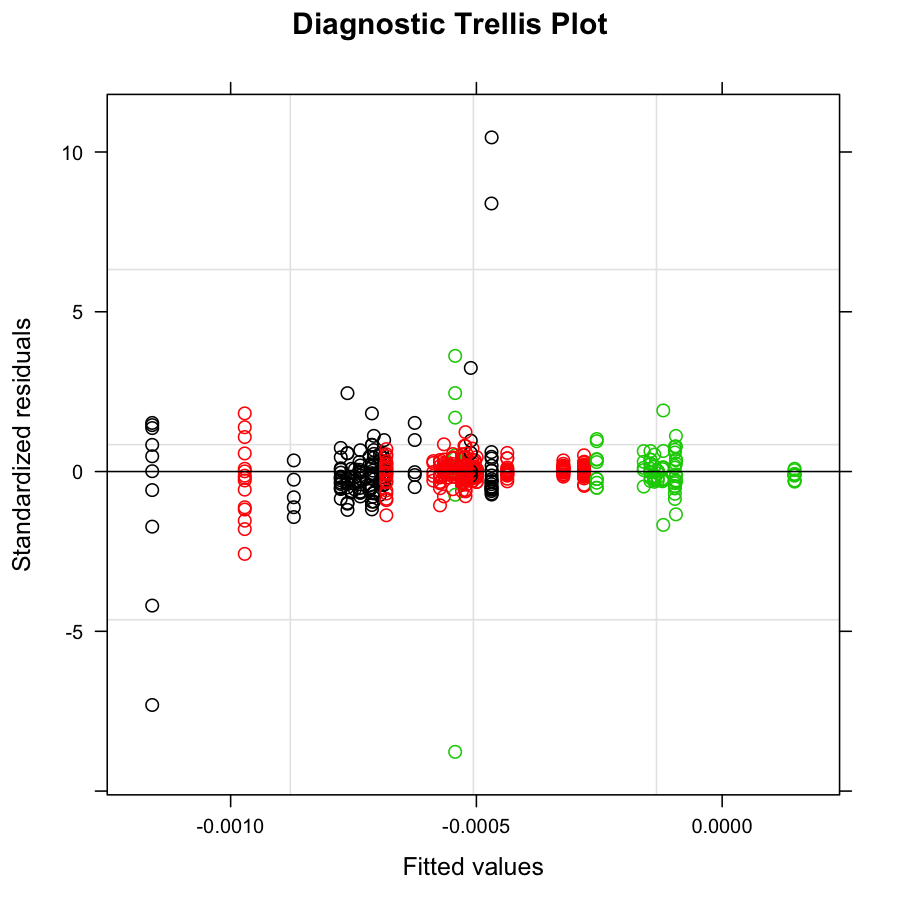 Diagnostic Trellis Plot
Standardized residuals
10
5
0
-5
-0.0010
-0.0005
0.0000
Fitted values